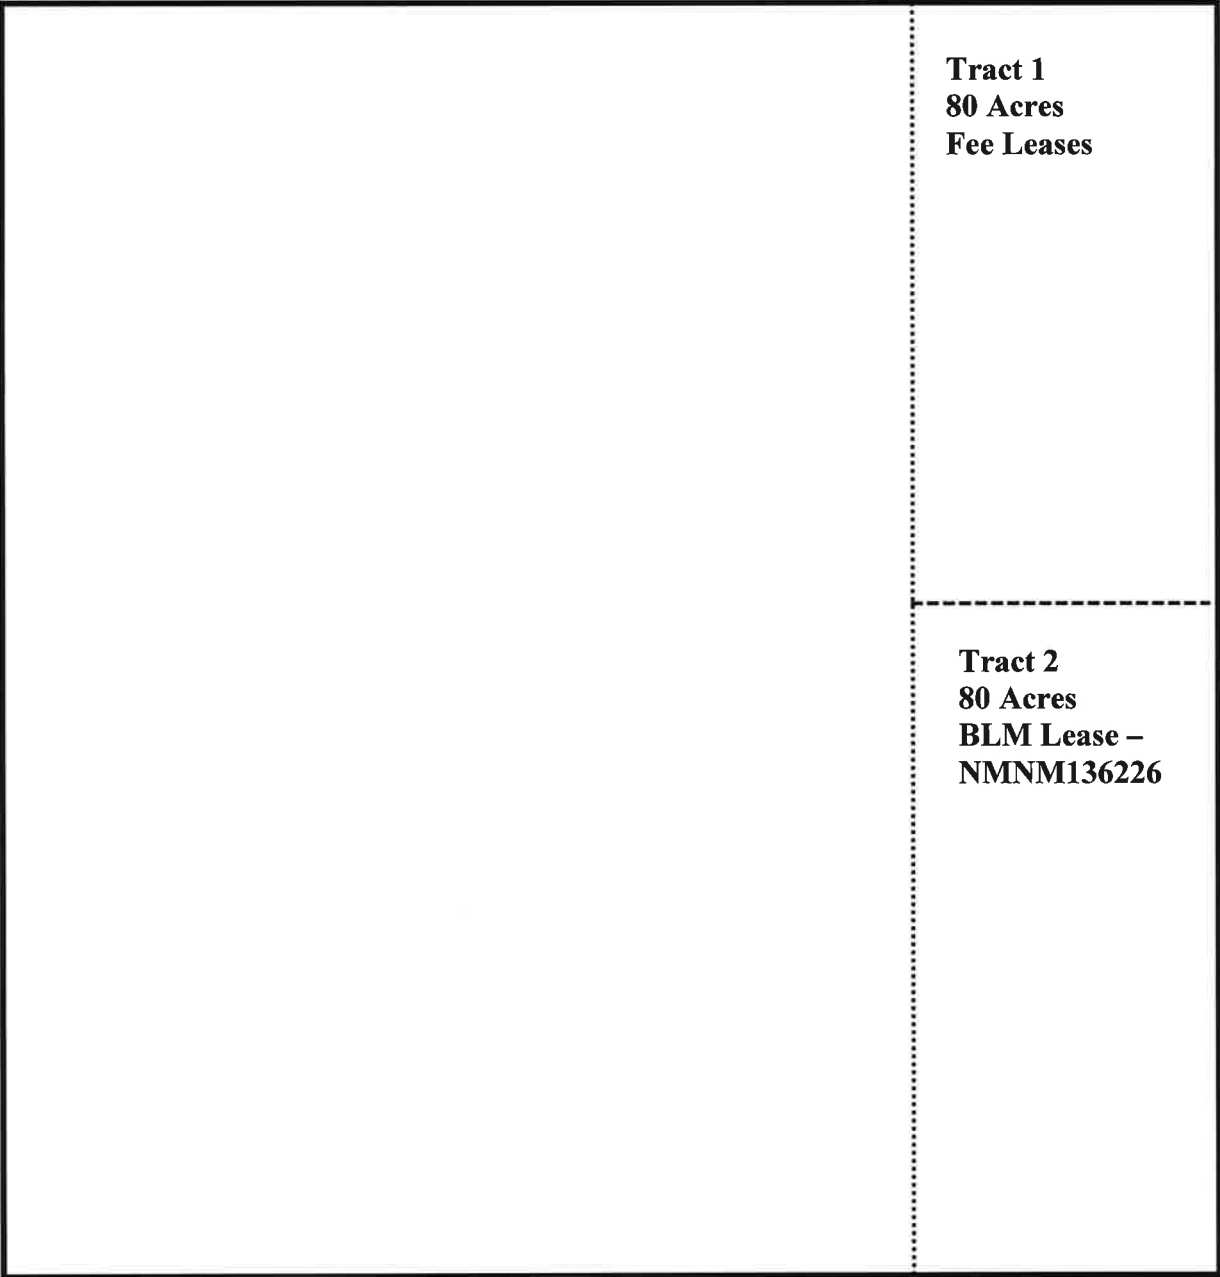 Tract 1
80 Acres
Fee Leases
Tract 2
80 Acres
BLM Lease –
NMNM136226